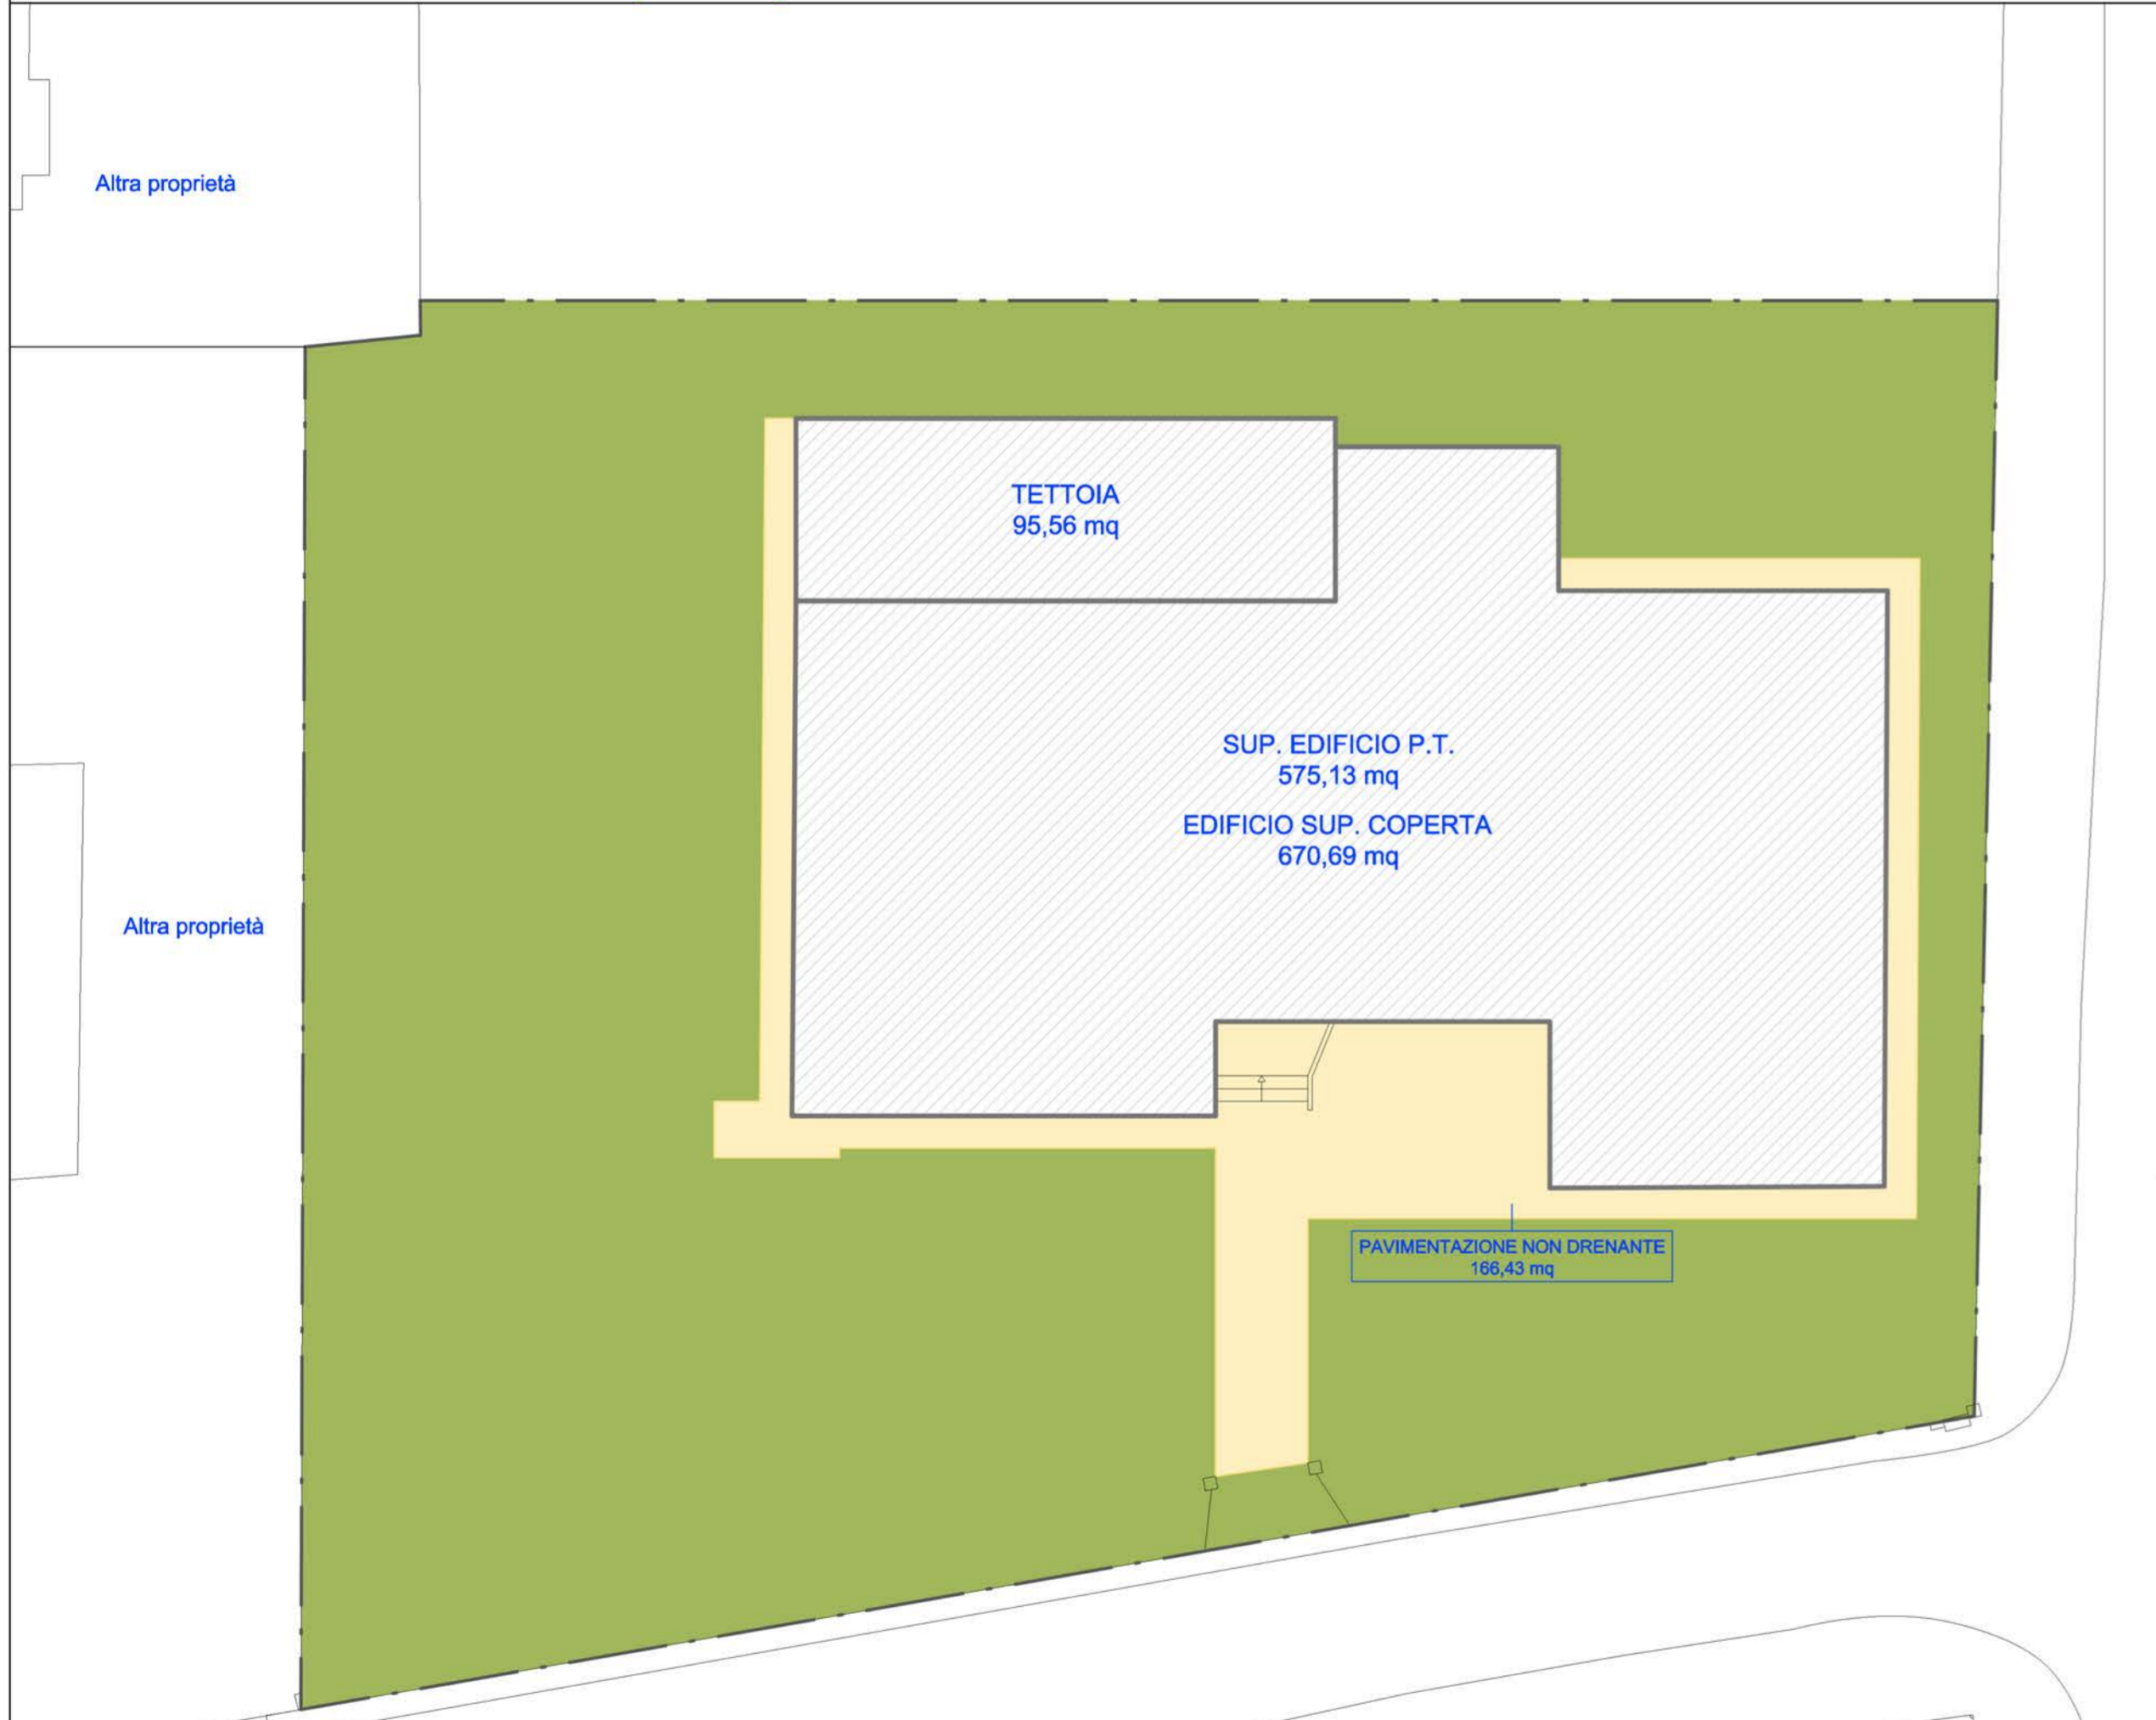 Altra proprietà
TETTOIA
95,56 mq
SUP. EDIFICIO P.T.
575,13 mq
EDIFICIO SUP. COPERTA
670,69 mq
Altra proprietà
PAVIMENTAZIONE NON DRENANTE
166,43 mq